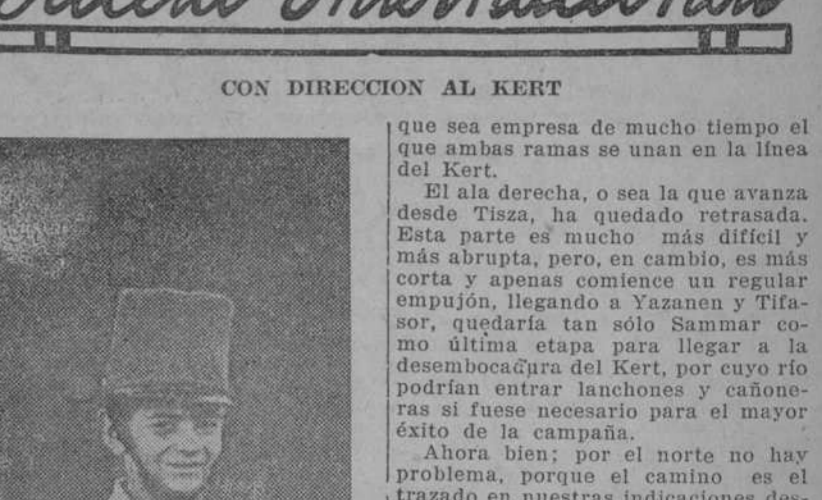 CON DIRECCION AL KERT
que sea empresa de mucho tiempo el
que ambas ramas se unan en la línea
del Kert.
El ala derecha, o sea la que avanza
desde Tisza, ha quedado retrasada.
Esta parte es mucho más difícil y
más abrupta, pero, en cambio, es más
corta y apenas comience un regular
empujón, llegando a Yazanen y Tifa-
sor, quedaría tan sólo Sammar co-
mo última etapa para llegar a la
desembocadura del Kert, por cuyo río
podrían entrar lanchones y cañone-
ras si fuese necesario para el mayor
éxito de la campaña.
Ahora bien; por el norte no hay
problema, porque el camino es el
trazado en nuestras indicaciones des-